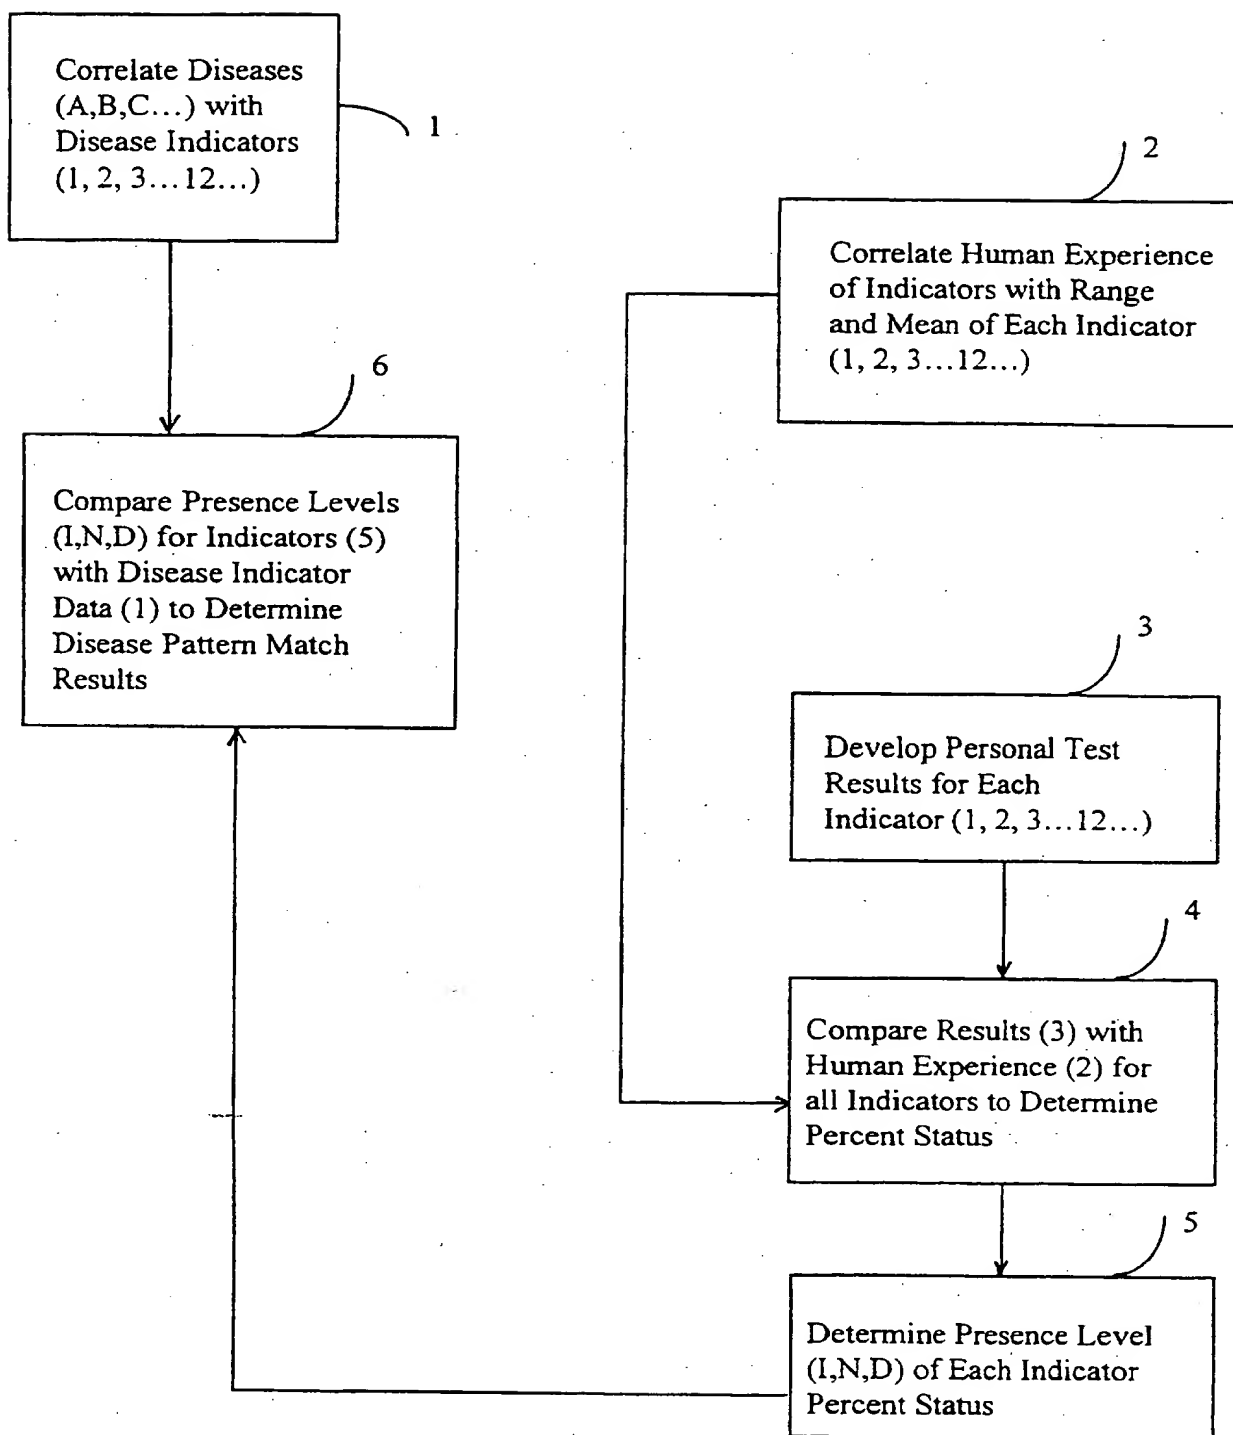 Correlate Diseases
(A,B,C...) with
Disease Indicators
(1, 2, 3...12...)
1
2
Correlate Human Experience
of Indicators with Range
and Mean of Each Indicator
(1, 2, 3...12...)
6
Compare Presence Levels
(I,N,D) for Indicators (5)
with Disease Indicator
Data (1) to Determine
Disease Pattern Match
Results
3
Develop Personal Test
Results for Each
Indicator (1, 2, 3...12...)
4
Compare Results (3) with
Human Experience (2) for
all Indicators to Determine
Percent Status
5
Determine Presence Level
(I,N,D) of Each Indicator
Percent Status